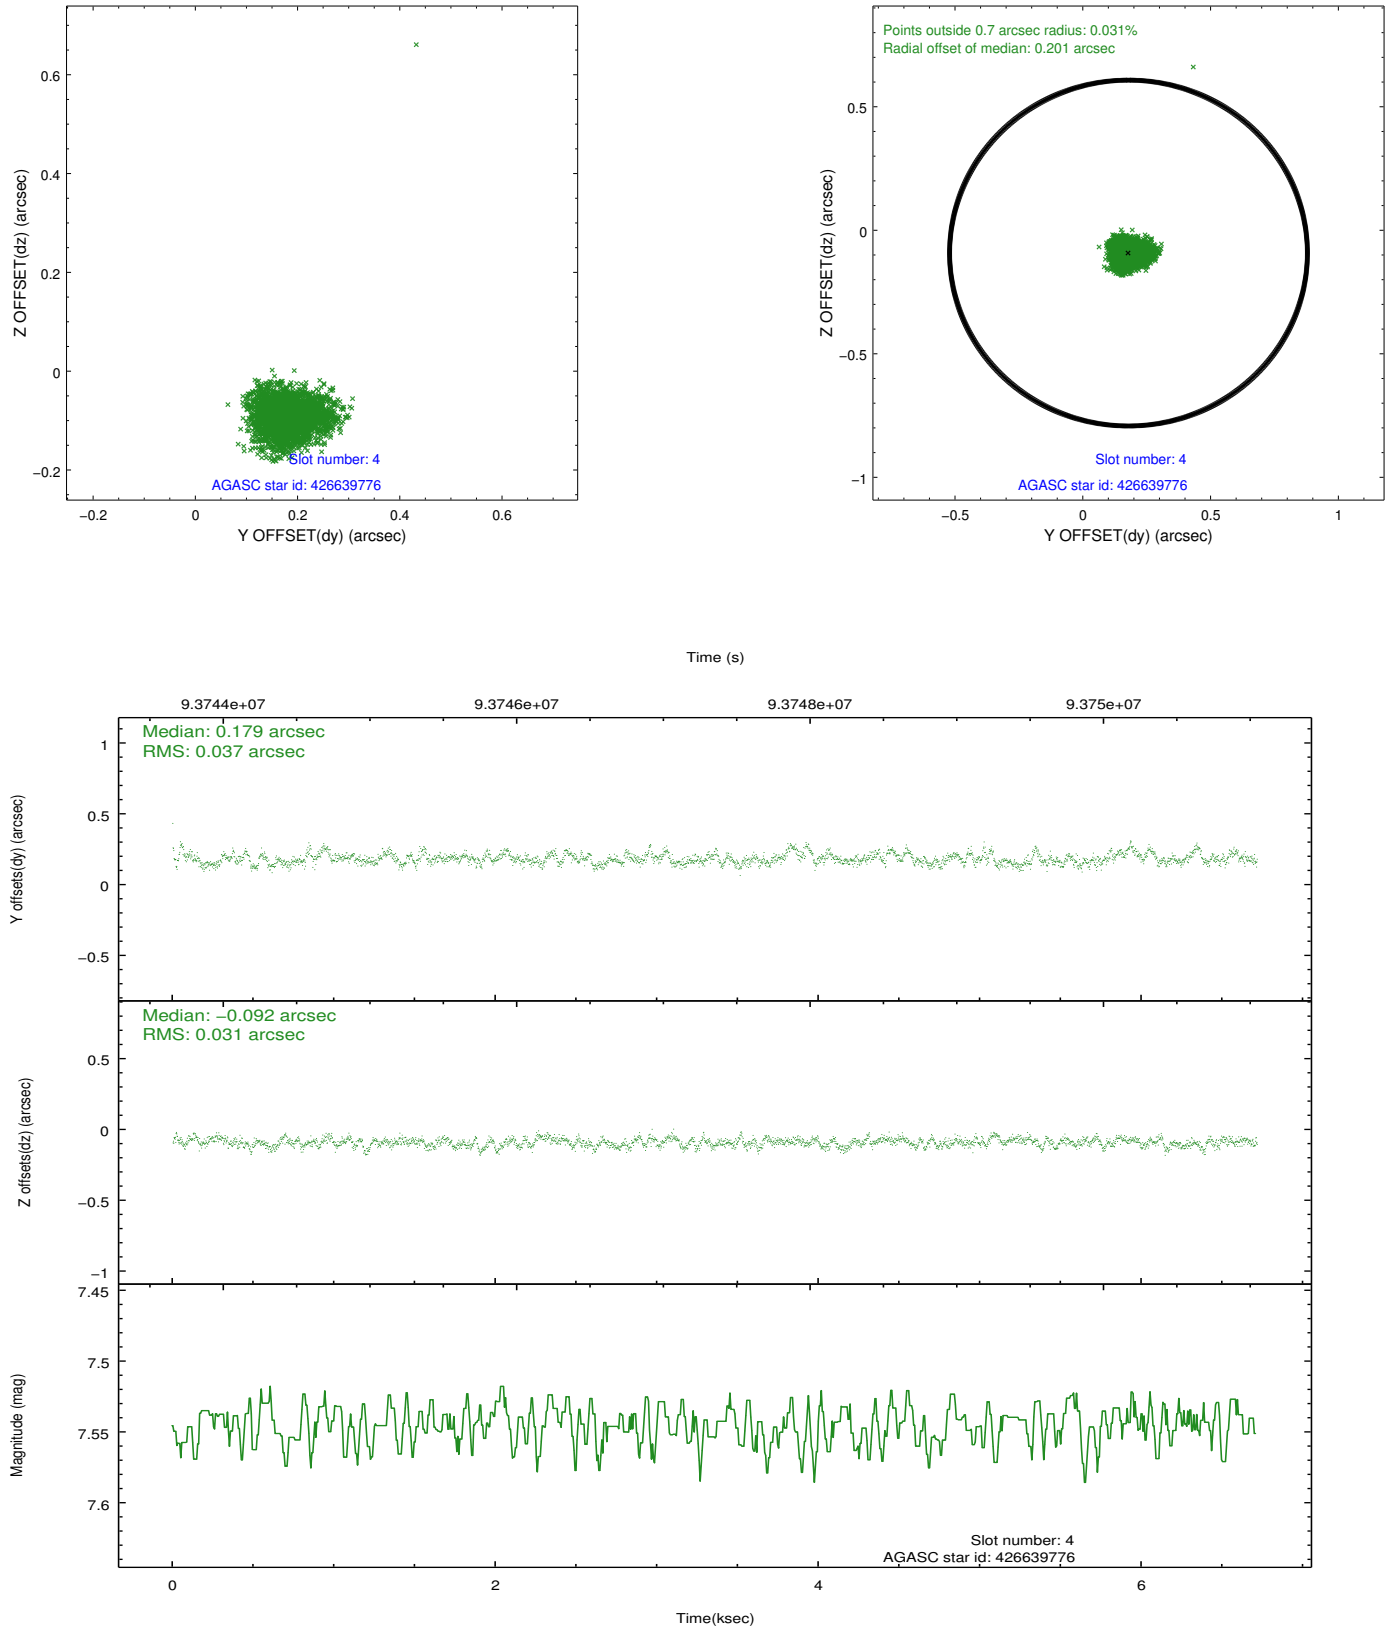 0.6
0.4
0.2
0
−0.2
Z OFFSET(dz) (arcsec)
Slot number: 4
AGASC star id: 426639776
−0.2 0 0.2 0.4 0.6
Y OFFSET(dy) (arcsec)
Points outside 0.7 arcsec radius: 0.031%
Radial offset of median: 0.201 arcsec
0.5
0
−0.5
−1
Z OFFSET(dz) (arcsec)
Slot number: 4
AGASC star id: 426639776
−0.5 0 0.5 1
Y OFFSET(dy) (arcsec)
Time (s)
9.3744e+07 9.3746e+07 9.3748e+07 9.375e+07
Median: 0.179 arcsec
RMS: 0.037 arcsec
1
0.5
0
−0.5
Y offsets(dy) (arcsec)
Median: −0.092 arcsec
RMS: 0.031 arcsec
0.5
0
−0.5
−1
Z offsets(dz) (arcsec)
7.45
7.5
7.55
7.6
Magnitude (mag)
Slot number: 4
AGASC star id: 426639776
0 2 4 6
Time(ksec)